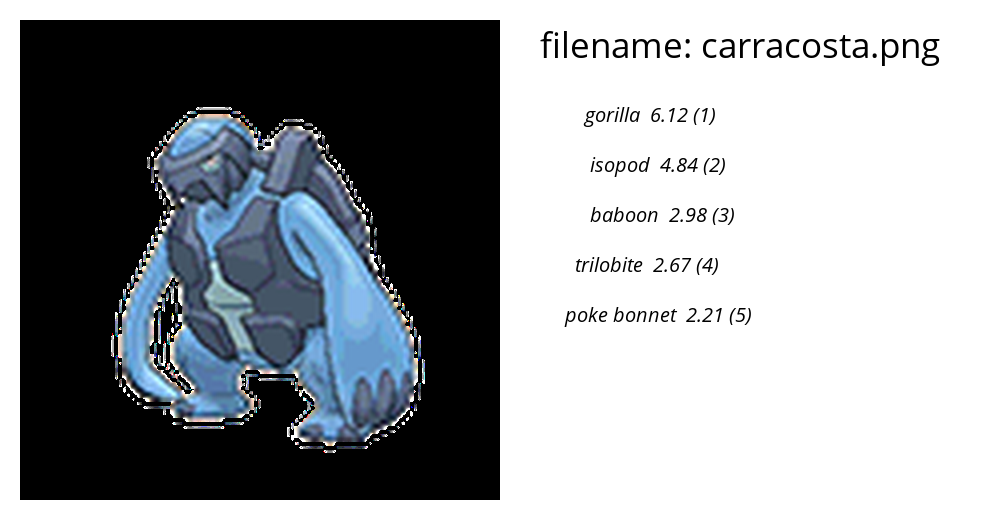 filename: carracosta.png
gorilla 6.12 (1)
isopod 4.84 (2)
baboon 2.98 (3)
trilobite 2.67 (4)
poke bonnet 2.21 (5)